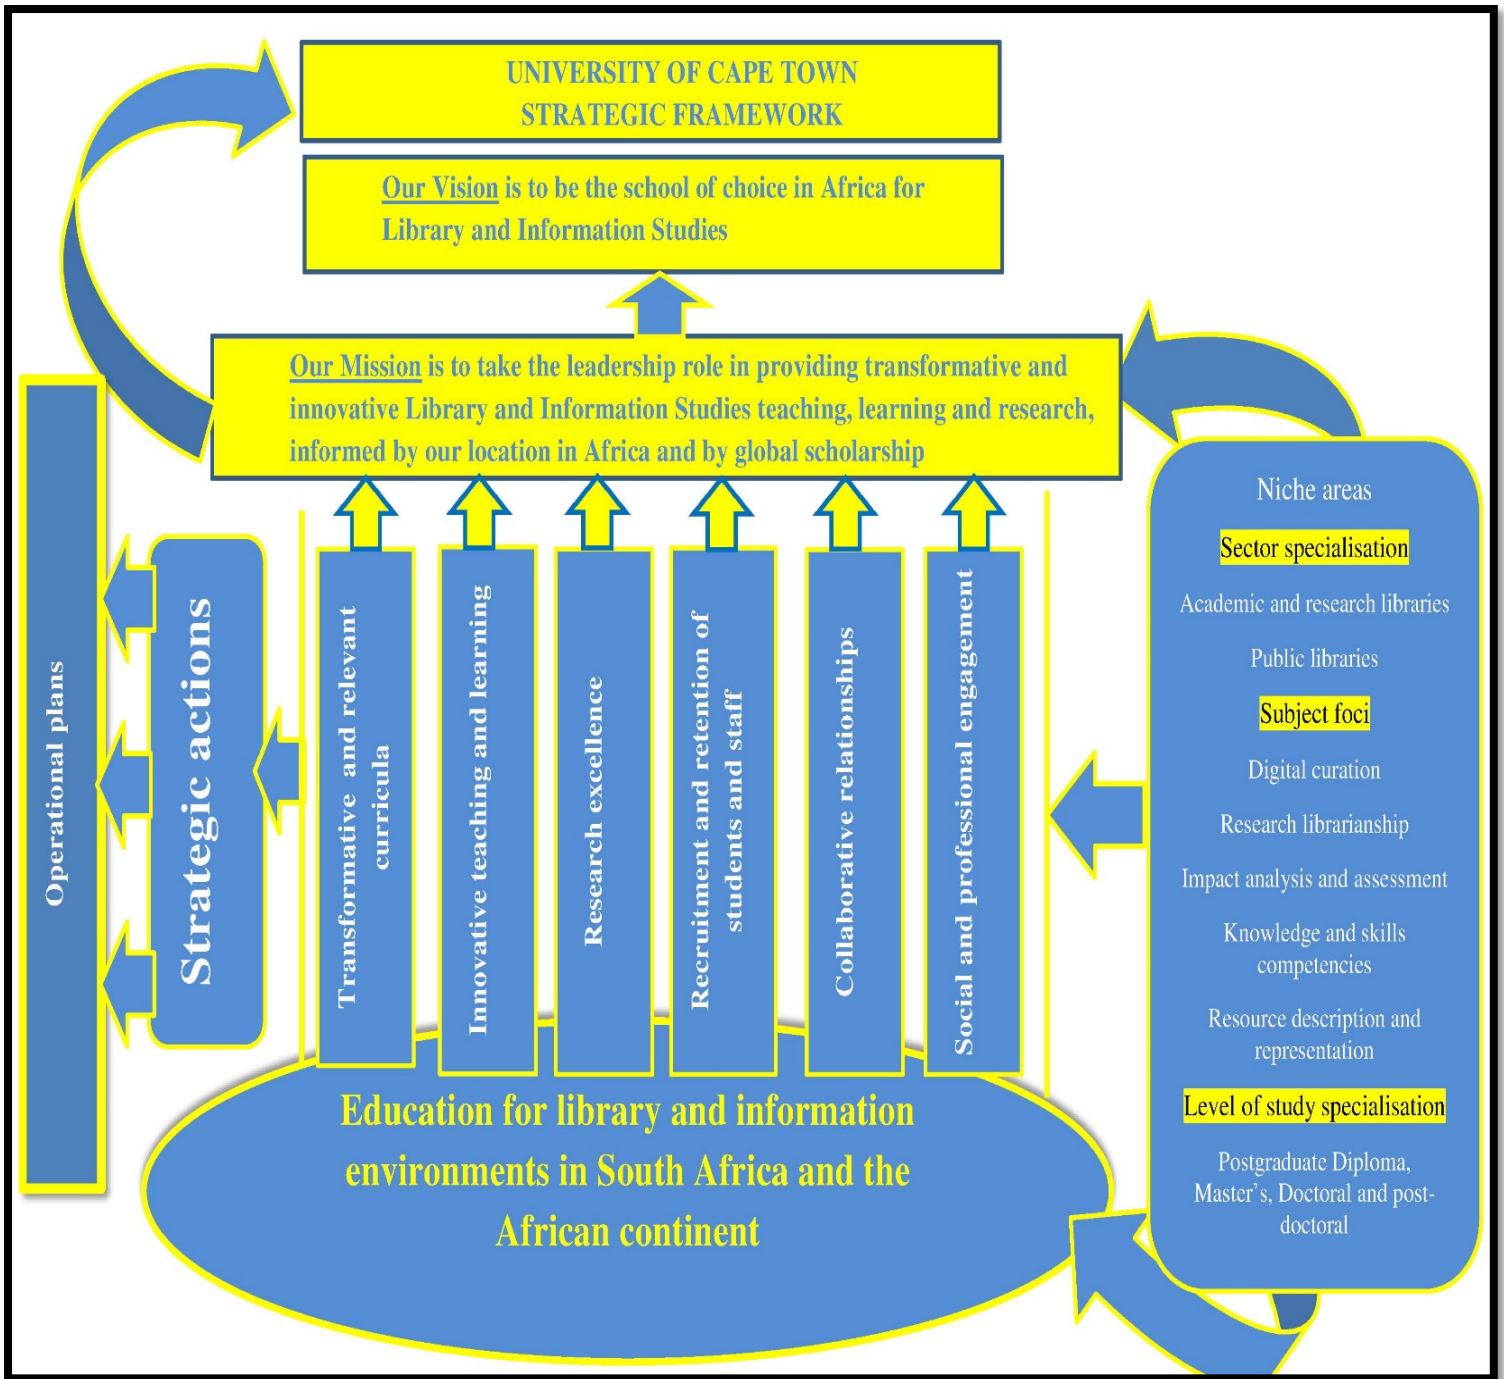 UNIVERSITY OF CAPE TOWN
STRATEGIC FRAMEWORK
Our Vision is to be the school of choice in Africa for
Library and Information Studies
Our Mission is to take the leadership role in providing transformative and
innovative Library and Information Studies teaching, learning and research,
informed by our location in Africa and by global scholarship
Operational plans
Strategic actions
Transformative and relevant
curricula
Innovative teaching and learning
Research excellence
Recruitment and retention of
students and staff
Collaborative relationships
Social and professional engagement
Education for library and information
environments in South Africa and the
African continent
Niche areas
Sector specialisation
Academic and research libraries
Public libraries
Subject foci
Digital curation
Research librarianship
Impact analysis and assessment
Knowledge and skills
competencies
Resource description and
representation
Level of study specialisation
Postgraduate Diploma,
Master’s, Doctoral and post-
doctoral